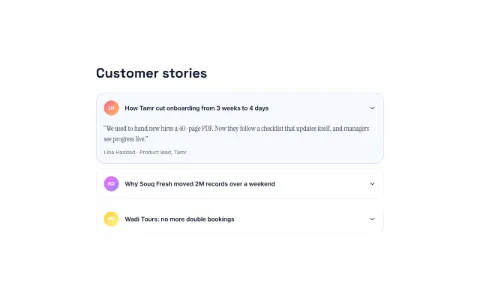 Customer stories
LH
How Tamr cut onboarding from 3 weeks to 4 days
"We used to hand new hires a 40-page PDF. Now they follow a checklist that updates itself, and managers
see progress live."
Lina Haddad · Product lead, Tamr
Why Souq Fresh moved 2M records over a weekend
Wadi Tours: no more double bookings